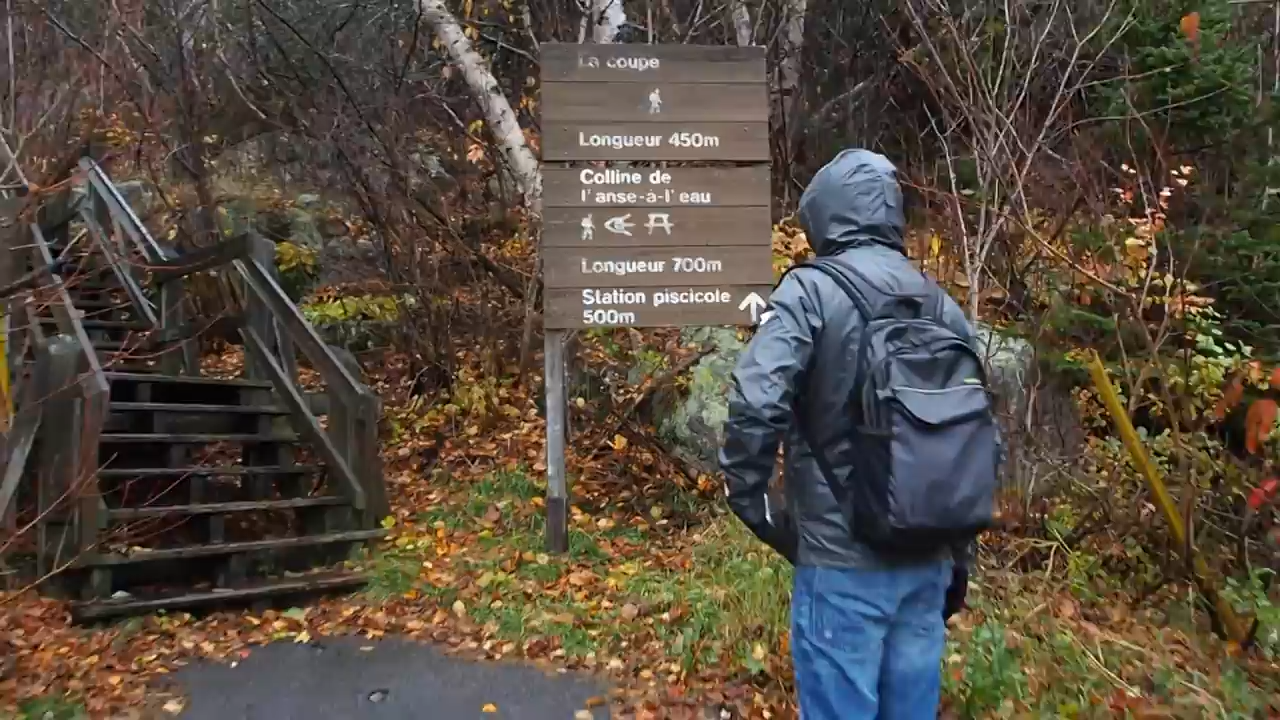 La coupe
Longueur 450m
Colline de
l'anse-à-l'eau
Longueur 700m
Station piscicole
500m